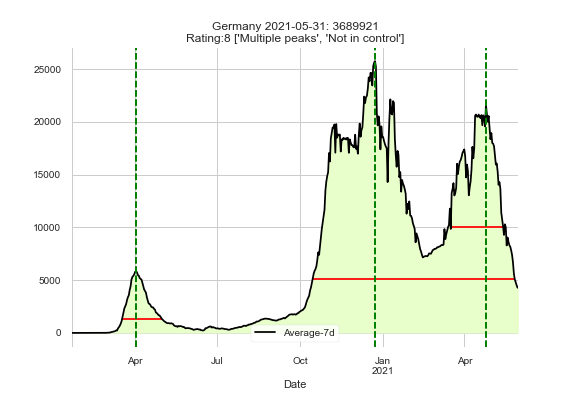 Germany 2021-05-31: 3689921
Rating:8 ['Multiple peaks', 'Not in control']
25000
20000
15000
10000
5000
0
Average-7d
Apr
Jul
Oct
Jan
2021
Apr
Date